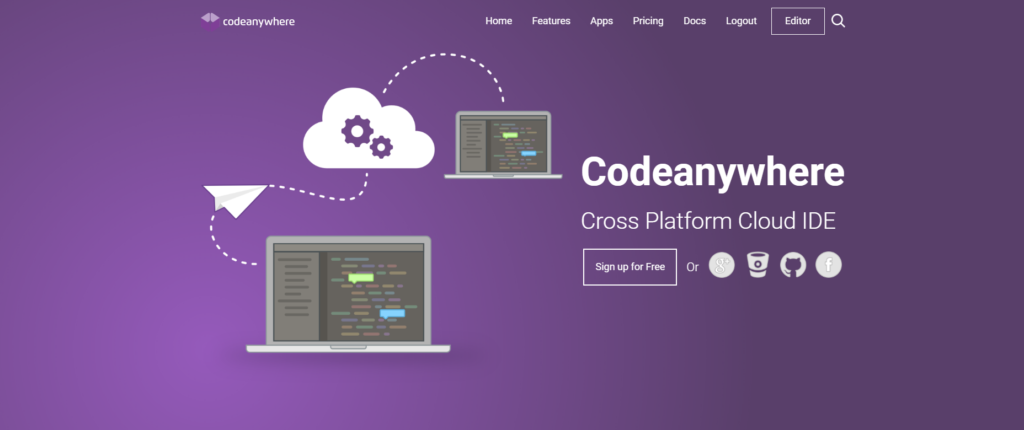 codeanywhere
Home Features Apps Pricing Docs Logout Editor
Codeanywhere
Cross Platform Cloud IDE
Sign up for Free Or